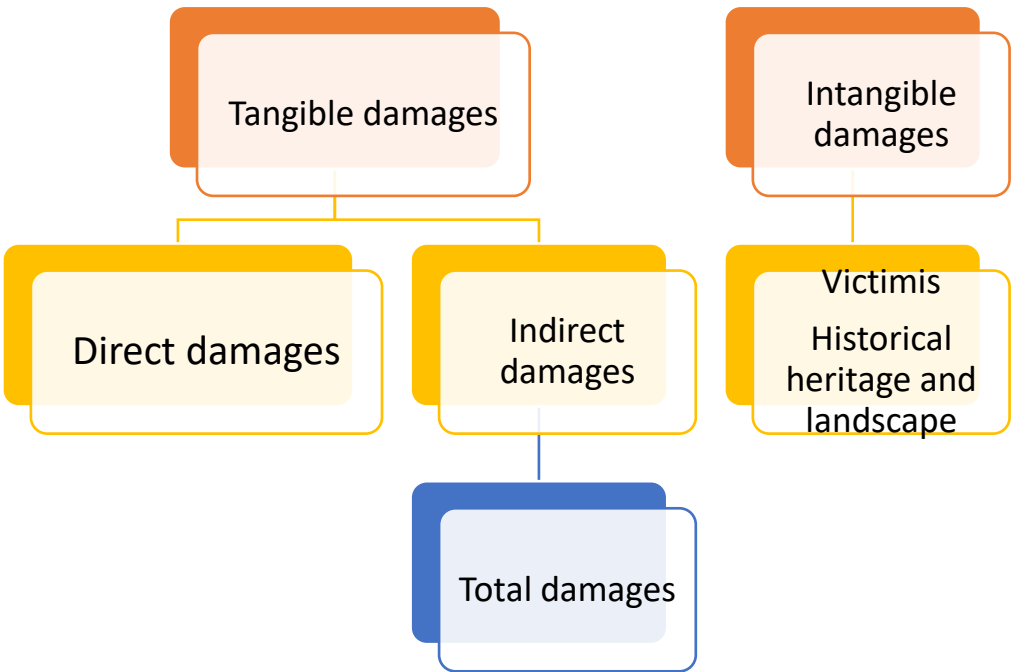 Tangible damages
Intangible
damages
Direct damages
Indirect
damages
Victimis
Historical
heritage and
landscape
Total damages